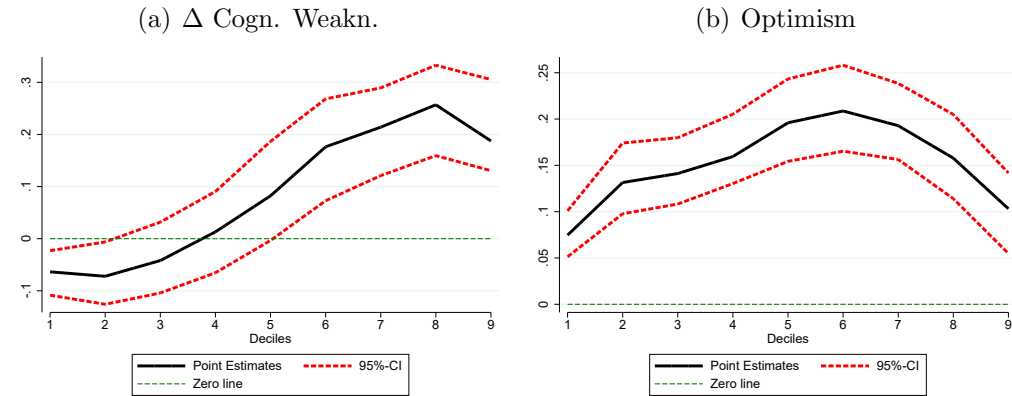 (a) Δ Cogn. Weakn.
.3
.2
.1
0
-.1
1 2 3 4 5 6 7 8 9
Deciles
Point Estimates 95%-CI
Zero line
(b) Optimism
.25
.2
.15
.1
.05
0
1 2 3 4 5 6 7 8 9
Deciles
Point Estimates 95%-CI
Zero line